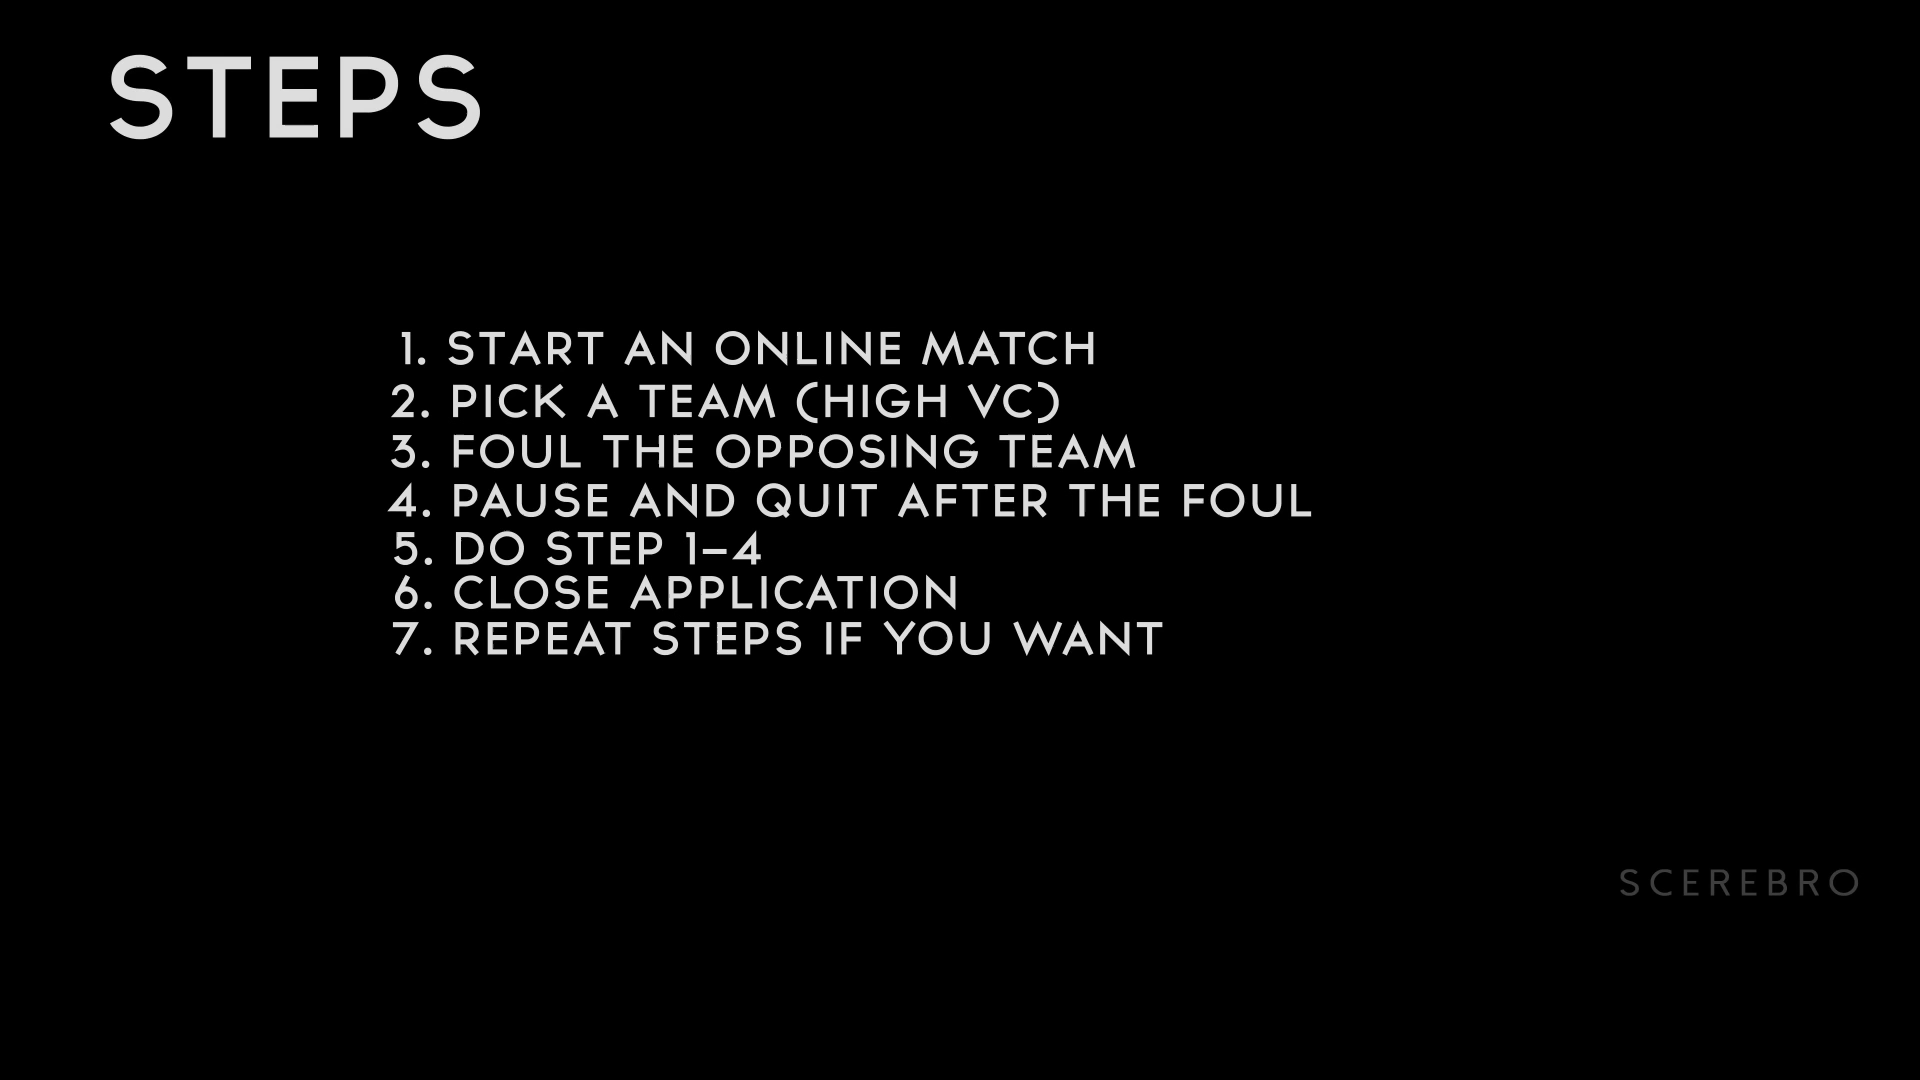 STEPS
1. START AN ONLINE MATCH
2. PICK A TEAM (HIGH VC)
3. FOUL THE OPPOSING TEAM
4. PAUSE AND QUIT AFTER THE FOUL
5. DO STEP 1-4
6. CLOSE APPLICATION
7. REPEAT STEPS IF YOU WANT
SCEREBRO